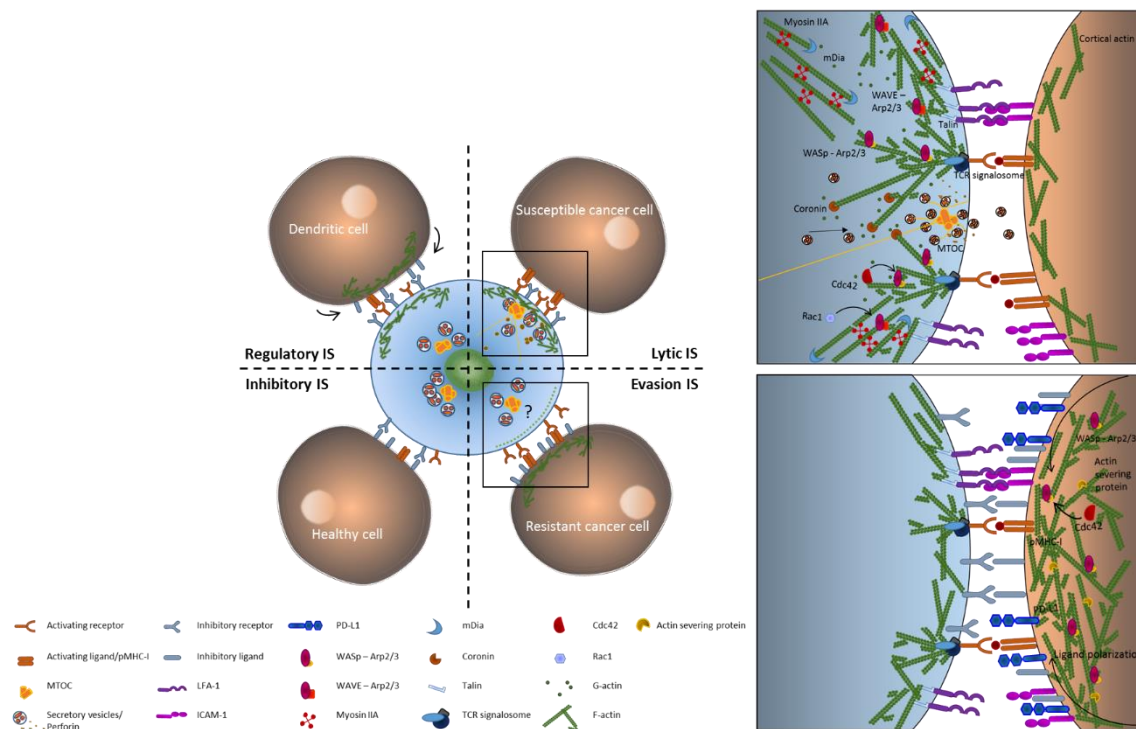 Dendritic cell
Susceptible cancer cell
Regulatory IS
Lytic IS
Inhibitory IS
Evasion IS
?
Healthy cell
Resistant cancer cell
Myosin IIA
mDia
Cortical actin
WAVE –
Arp2/3
Talin
WASp - Arp2/3
TCR signalosome
Coronin
MTOC
Cdc42
Rac1
WASp – Arp2/3
Actin
severing
protein
Cdc42
pMHC-I
PD-L1
Ligand polarization
Activating receptor
Inhibitory receptor
PD-L1
mDia
Cdc42
Actin severing protein
Activating ligand/pMHC-I
Inhibitory ligand
WASp – Arp2/3
Coronin
Rac1
MTOC
LFA-1
WAVE – Arp2/3
Talin
G-actin
Secretory vesicles/
Perforin
ICAM-1
Myosin IIA
TCR signalosome
F-actin